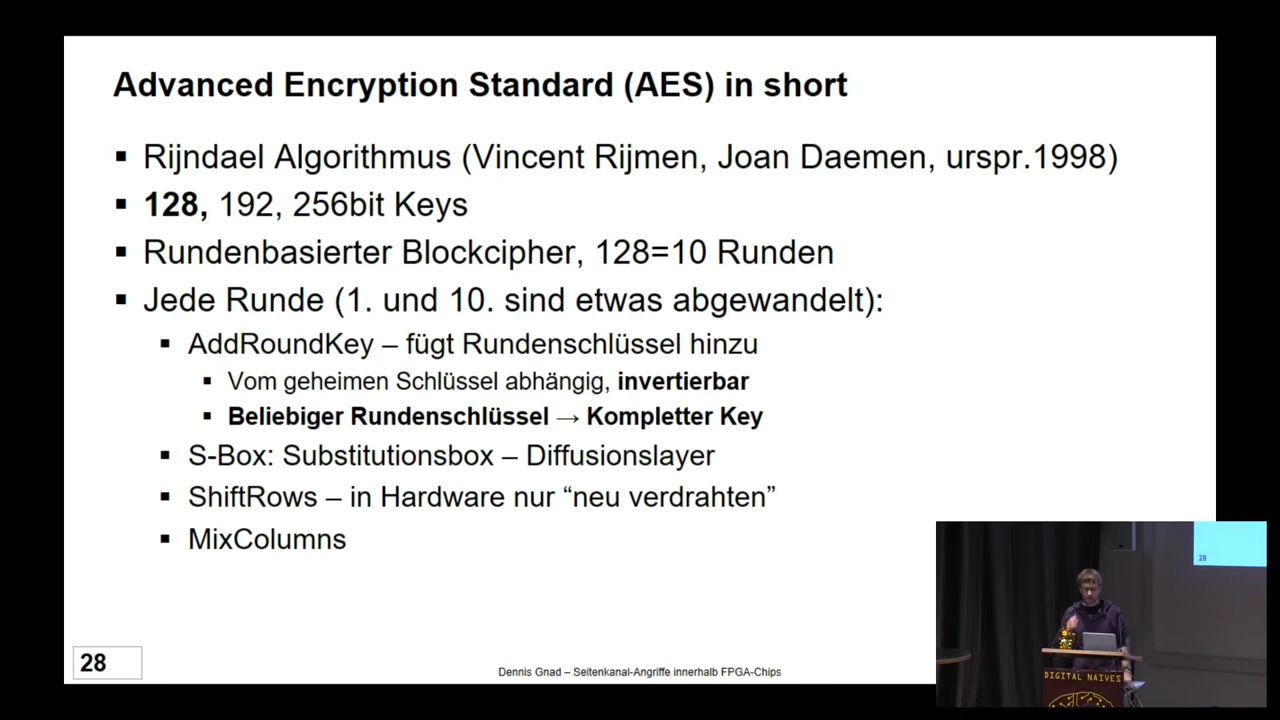 Advanced Encryption Standard (AES) in short
▪ Rijndael Algorithmus (Vincent Rijmen, Joan Daemen, urspr.1998)
▪ 128, 192, 256bit Keys
▪ Rundenbasierter Blockcipher, 128=10 Runden
▪ Jede Runde (1. und 10. sind etwas abgewandelt):
▪ AddRoundKey – fügt Rundenschlüssel hinzu
▪ Vom geheimen Schlüssel abhängig, invertierbar
▪ Beliebiger Rundenschlüssel → Kompletter Key
▪ S-Box: Substitutionsbox – Diffusionslayer
▪ ShiftRows – in Hardware nur “neu verdrahten”
▪ MixColumns
28
Dennis Gnad – Seitenkanal-Angriffe innerhalb FPGA-Chips
28
DIGITAL NAIVES